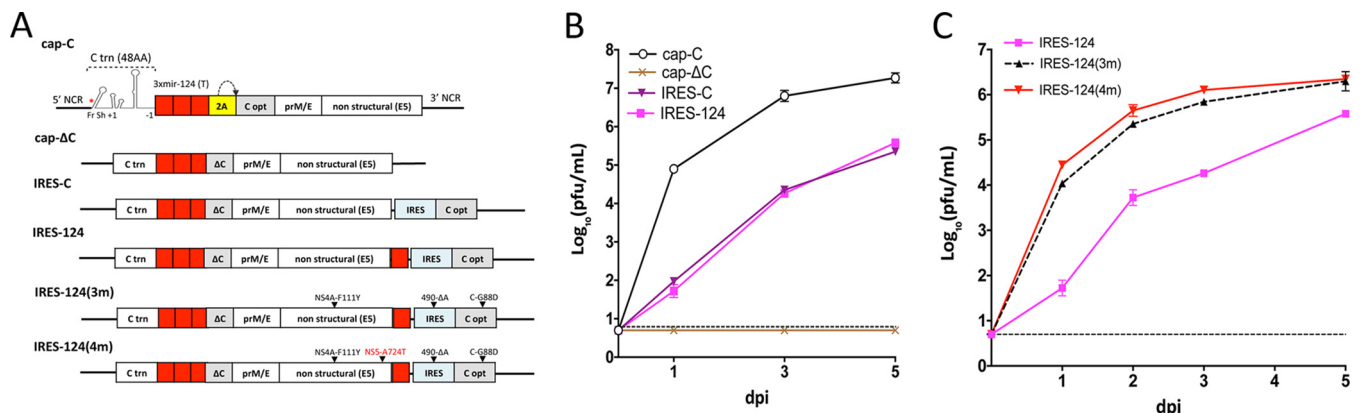 A
cap-C
C trn (48AA)
3xmir-124 (T)
5' NCR
2A
C opt
prM/E
non structural (E5)
3' NCR
Fr Sh +1
-1
cap-ΔC
C trn
ΔC
prM/E
non structural (E5)
IRES-C
C trn
ΔC
prM/E
non structural (E5)
IRES
C opt
IRES-124
C trn
ΔC
prM/E
non structural (E5)
IRES
C opt
IRES-124(3m)
NS4A-F111Y
490-ΔA
C-G88D
C trn
ΔC
prM/E
non structural (E5)
IRES
C opt
IRES-124(4m)
NS4A-F111Y
NS5-A724T
490-ΔA
C-G88D
C trn
ΔC
prM/E
non structural (E5)
IRES
C opt
B
cap-C
cap-ΔC
IRES-C
IRES-124
Log10(pfu/mL)
8
7
6
5
4
3
2
1
0
1
3
5
dpi
C
IRES-124
IRES-124(3m)
IRES-124(4m)
Log10(pfu/mL)
7
6
5
4
3
2
1
0
1
2
3
4
5
dpi